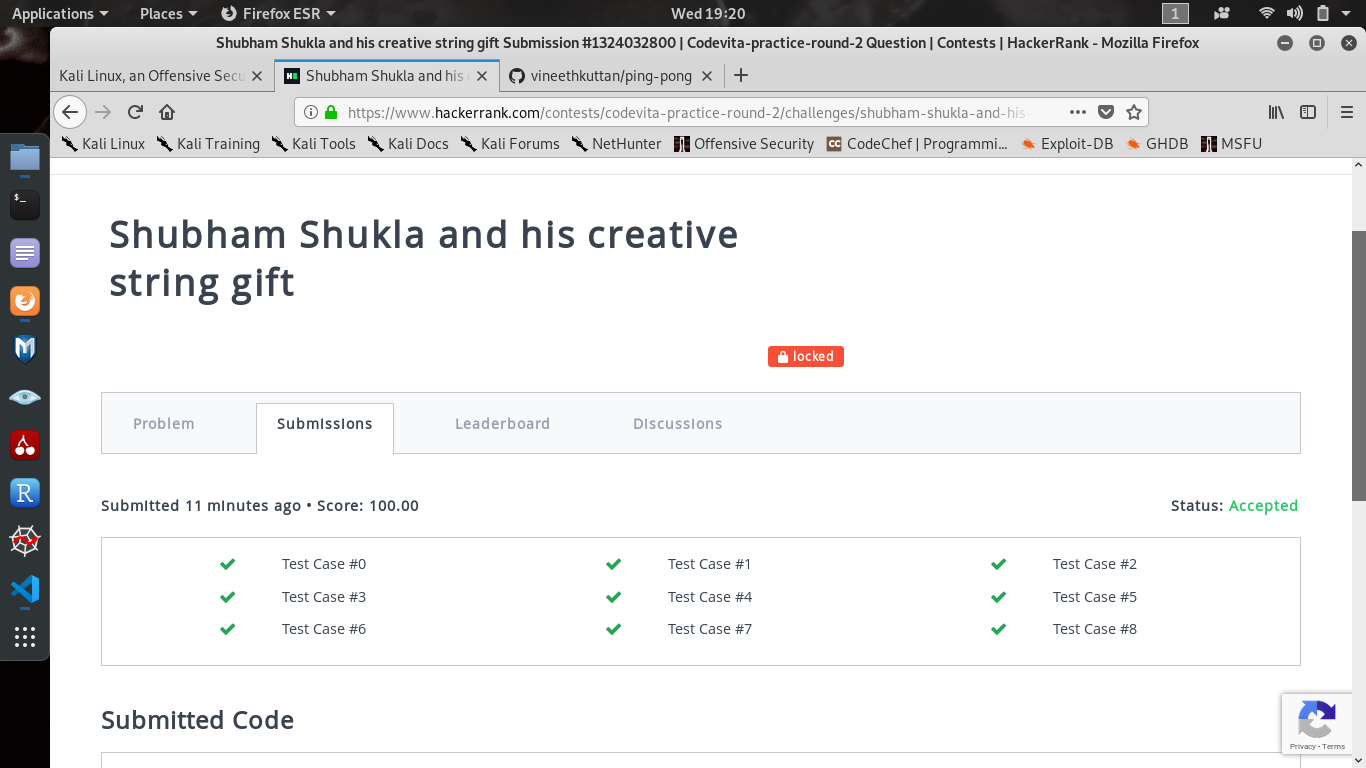 Applications Places Firefox ESR Wed 19:20 1
Shubham Shukla and his creative string gift Submission #1324032800 | Codevita-practice-round-2 Question | Contests | HackerRank - Mozilla Firefox
Kali Linux, an Offensive Secu Shubham Shukla and his c vineethkuttan/ping-pong
https://www.hackerrank.com/contests/codevita-practice-round-2/challenges/shubham-shukla-and-his-
Kali Linux Kali Training Kali Tools Kali Docs Kali Forums NetHunter Offensive Security CC CodeChef | Programmi... Exploit-DB GHDB MSFU
Shubham Shukla and his creative
string gift
locked
Problem Submissions Leaderboard Discussions
Submitted 11 minutes ago • Score: 100.00 Status: Accepted
Test Case #0 Test Case #1 Test Case #2
Test Case #3 Test Case #4 Test Case #5
Test Case #6 Test Case #7 Test Case #8
Submitted Code
Privacy - Terms